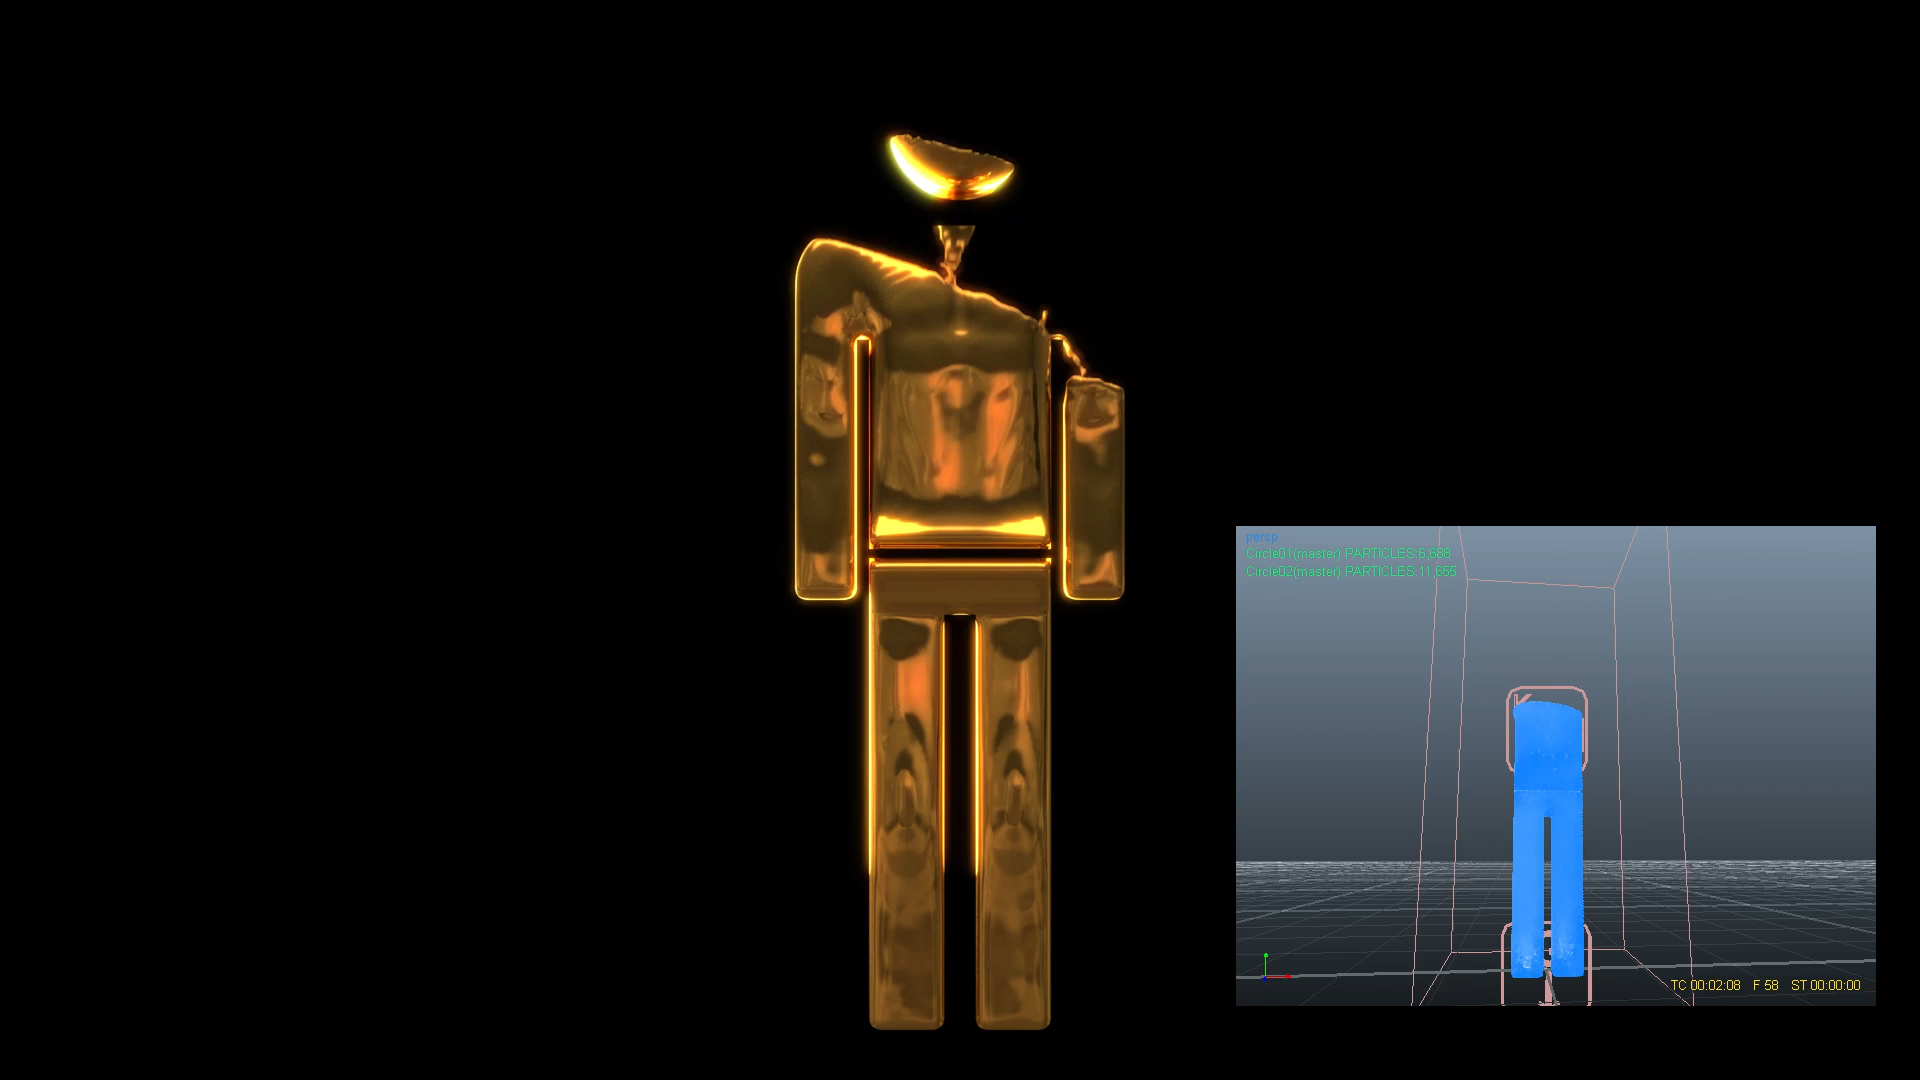 persp
Circle01(master) PARTICLES:6,688
Circle02(master) PARTICLES:11,655
TC 00:02:08 F 58 ST 00:00:00